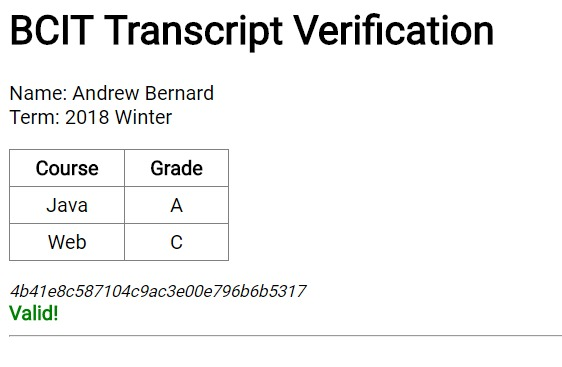 BCIT Transcript Verification
Name: Andrew Bernard
Term: 2018 Winter
Course Grade
Java A
Web C
4b41e8c587104c9ac3e00e796b6b5317
Valid!